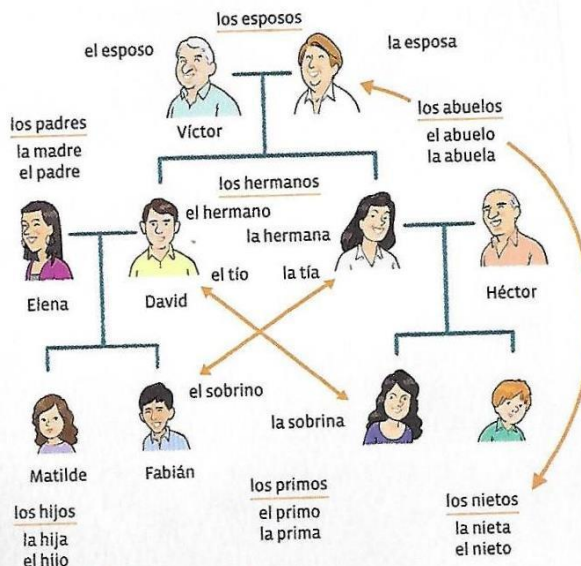 los esposos
el esposo
la esposa
Víctor
los abuelos
el abuelo
la abuela
los padres
la madre
el padre
los hermanos
el hermano
la hermana
el tío
la tía
Elena
David
Héctor
el sobrino
la sobrina
Matilde
Fabián
los hijos
la hija
el hijo
los primos
el primo
la prima
los nietos
la nieta
el nieto